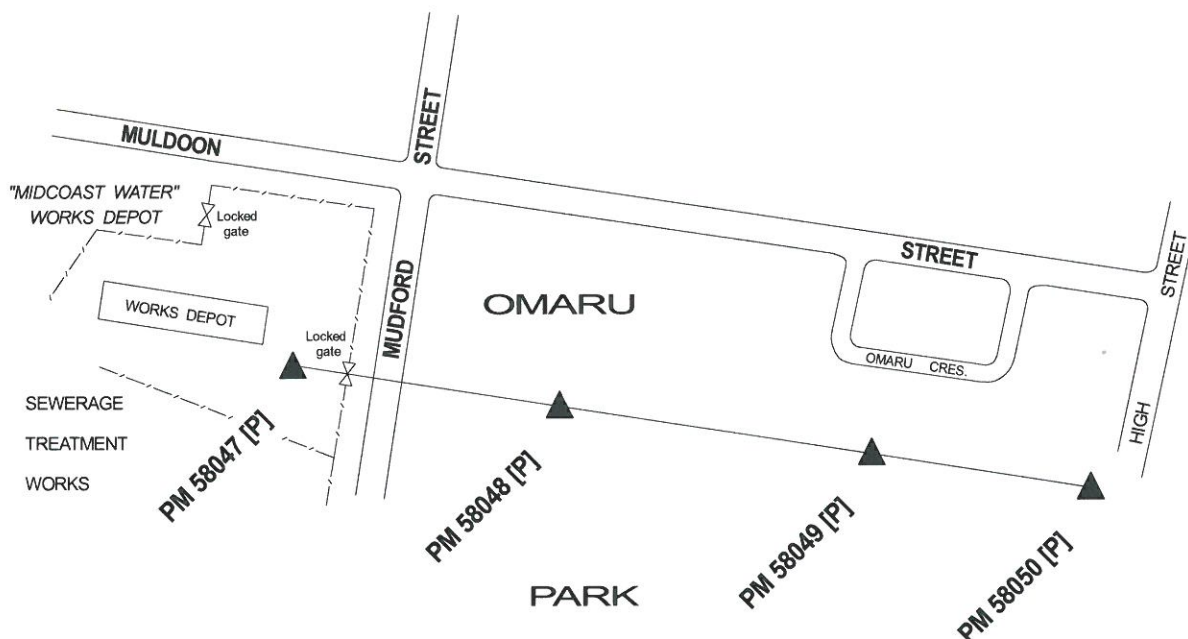 STREET
MULDOON
"MIDCOAST WATER"
WORKS DEPOT
Locked
gate
STREET
STREET
MUDFORD
OMARU
WORKS DEPOT
Locked
gate
OMARU CRES.
HIGH
SEWERAGE
TREATMENT
WORKS
PM 58047 [P]
PM 58048 [P]
PM 58049 [P]
PM 58050 [P]
PARK